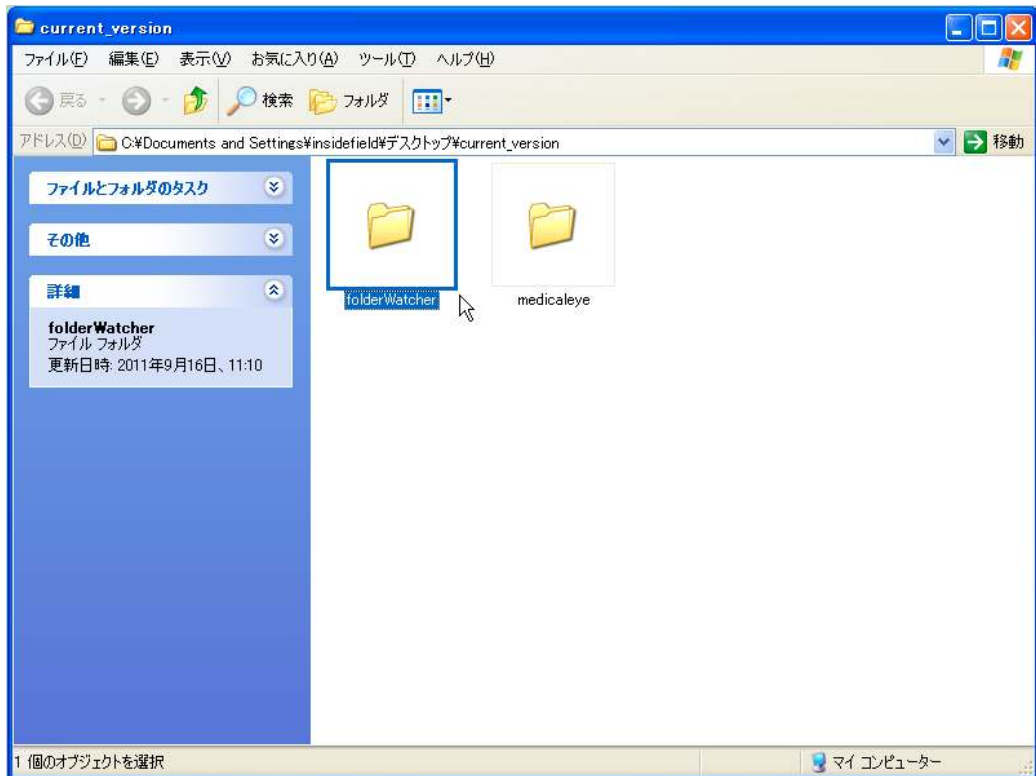 current_version
ファイル(F) 編集(E) 表示(V) お気に入り(A) ツール(T) ヘルプ(H)
戻る 検索 フォルダ
アドレス(D) C:¥Documents and Settings¥insidefield¥デスクトップ¥current_version 移動
ファイルとフォルダのタスク
その他
詳細
folderWatcher
ファイル フォルダ
更新日時: 2011年9月16日、11:10
folderWatcher medicaleye
1 個のオブジェクトを選択 マイ コンピューター